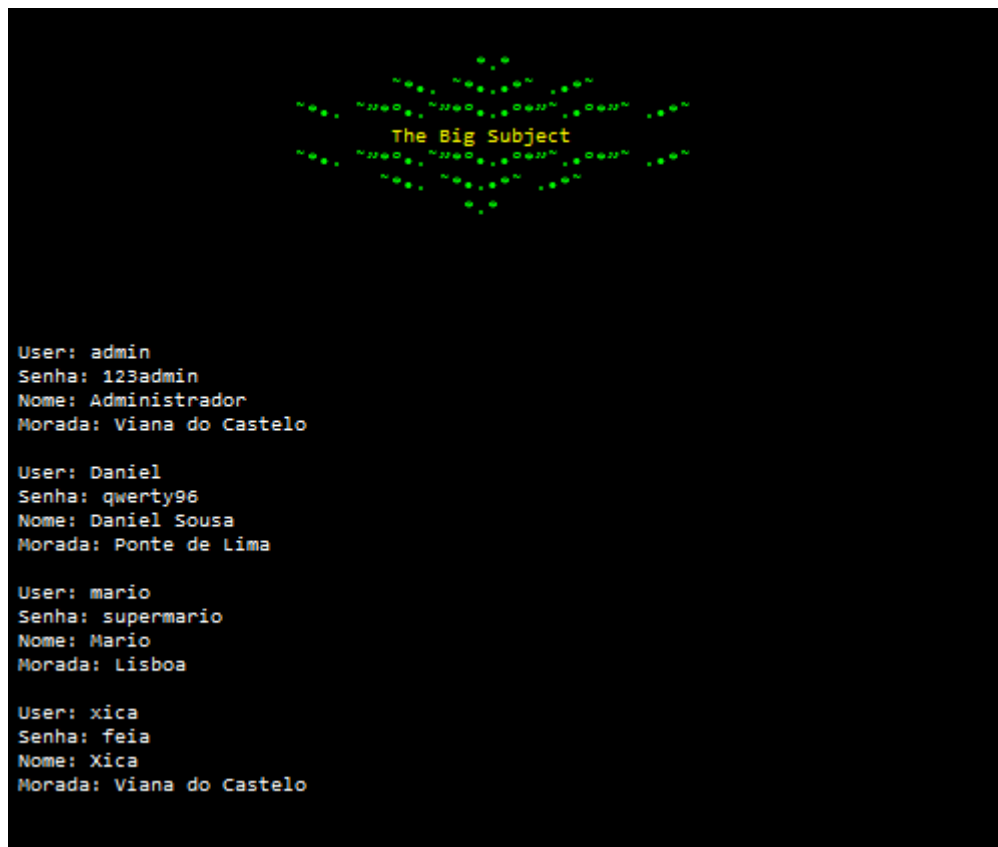 The Big Subject
User: admin
Senha: 123admin
Nome: Administrador
Morada: Viana do Castelo
User: Daniel
Senha: qwerty96
Nome: Daniel Sousa
Morada: Ponte de Lima
User: mario
Senha: supermario
Nome: Mario
Morada: Lisboa
User: xica
Senha: feia
Nome: Xica
Morada: Viana do Castelo